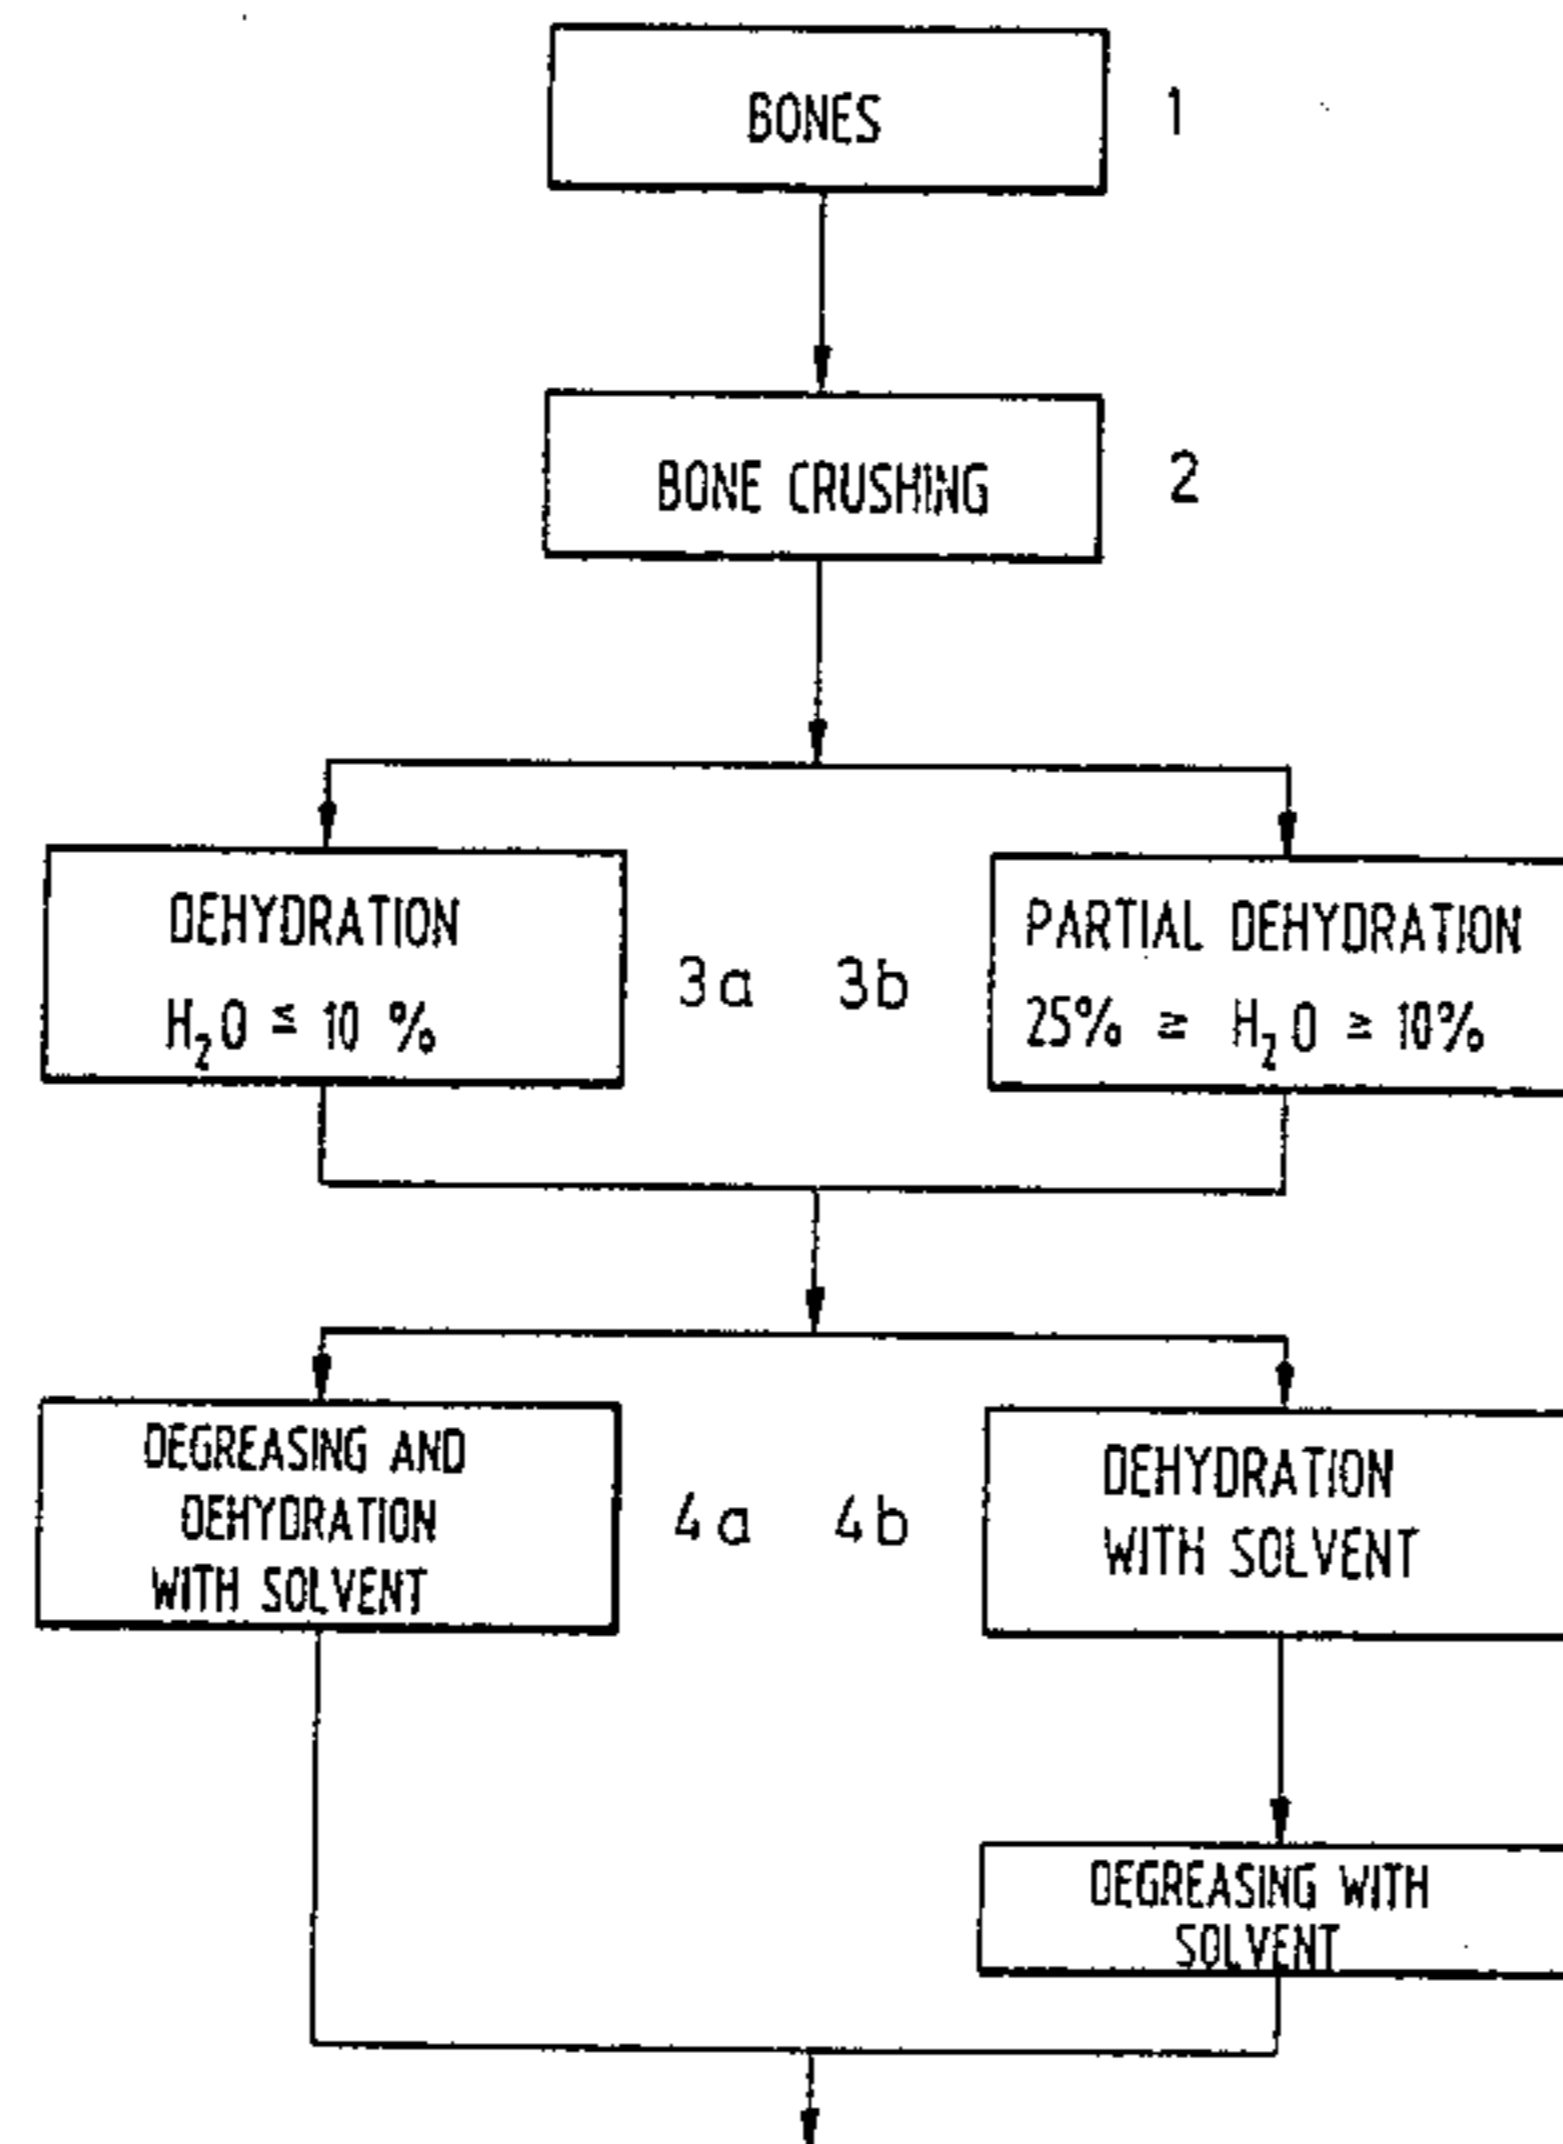 BONES
1
BONE CRUSHING
2
DEHYDRATION
H₂O ≤ 10 %
3a
3b
PARTIAL DEHYDRATION
25% ≥ H₂O ≥ 10%
DEGREASING AND
DEHYDRATION
WITH SOLVENT
4a
4b
DEHYDRATION
WITH SOLVENT
DEGREASING WITH
SOLVENT